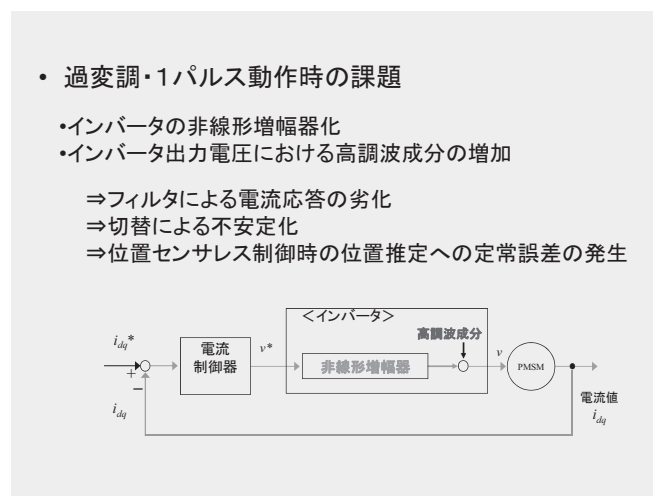 • 過変調・1パルス動作時の課題
•インバータの非線形増幅器化
•インバータ出力電圧における高調波成分の増加
⇒フィルタによる電流応答の劣化
⇒切替による不安定化
⇒位置センサレス制御時の位置推定への定常誤差の発生
＜インバータ＞
高調波成分
idq*
電流
制御器
v*
非線形増幅器
v
PMSM
+
−
idq
電流値
idq